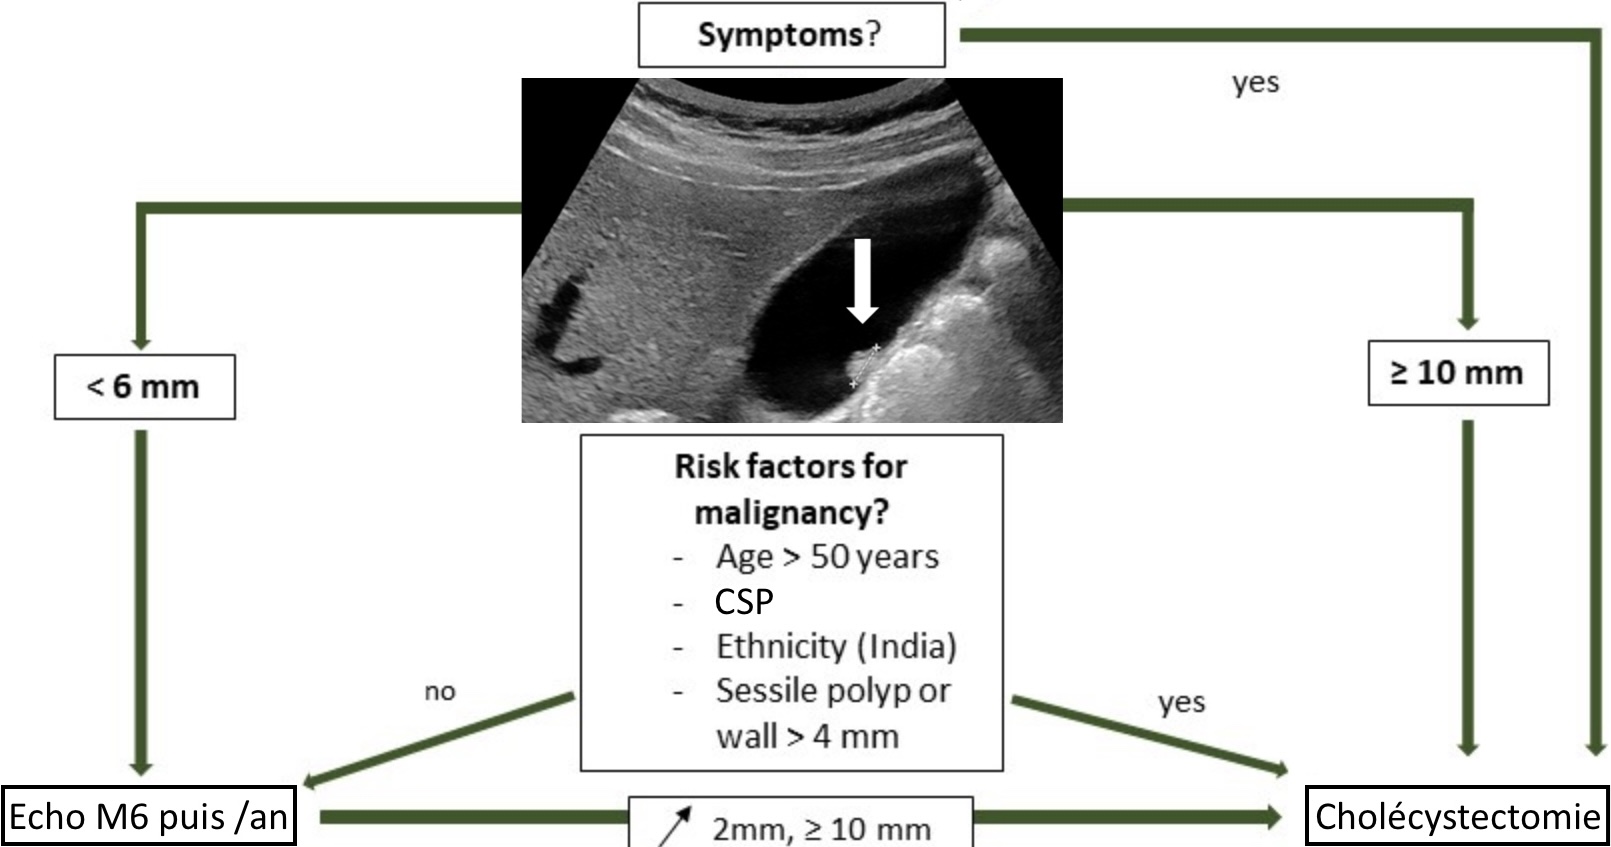 Symptoms?
yes
< 6 mm
≥ 10 mm
Risk factors for
malignancy?
- Age > 50 years
- CSP
- Ethnicity (India)
- Sessile polyp or
wall > 4 mm
no
yes
Echo M6 puis /an
2mm, ≥ 10 mm
Cholécystectomie